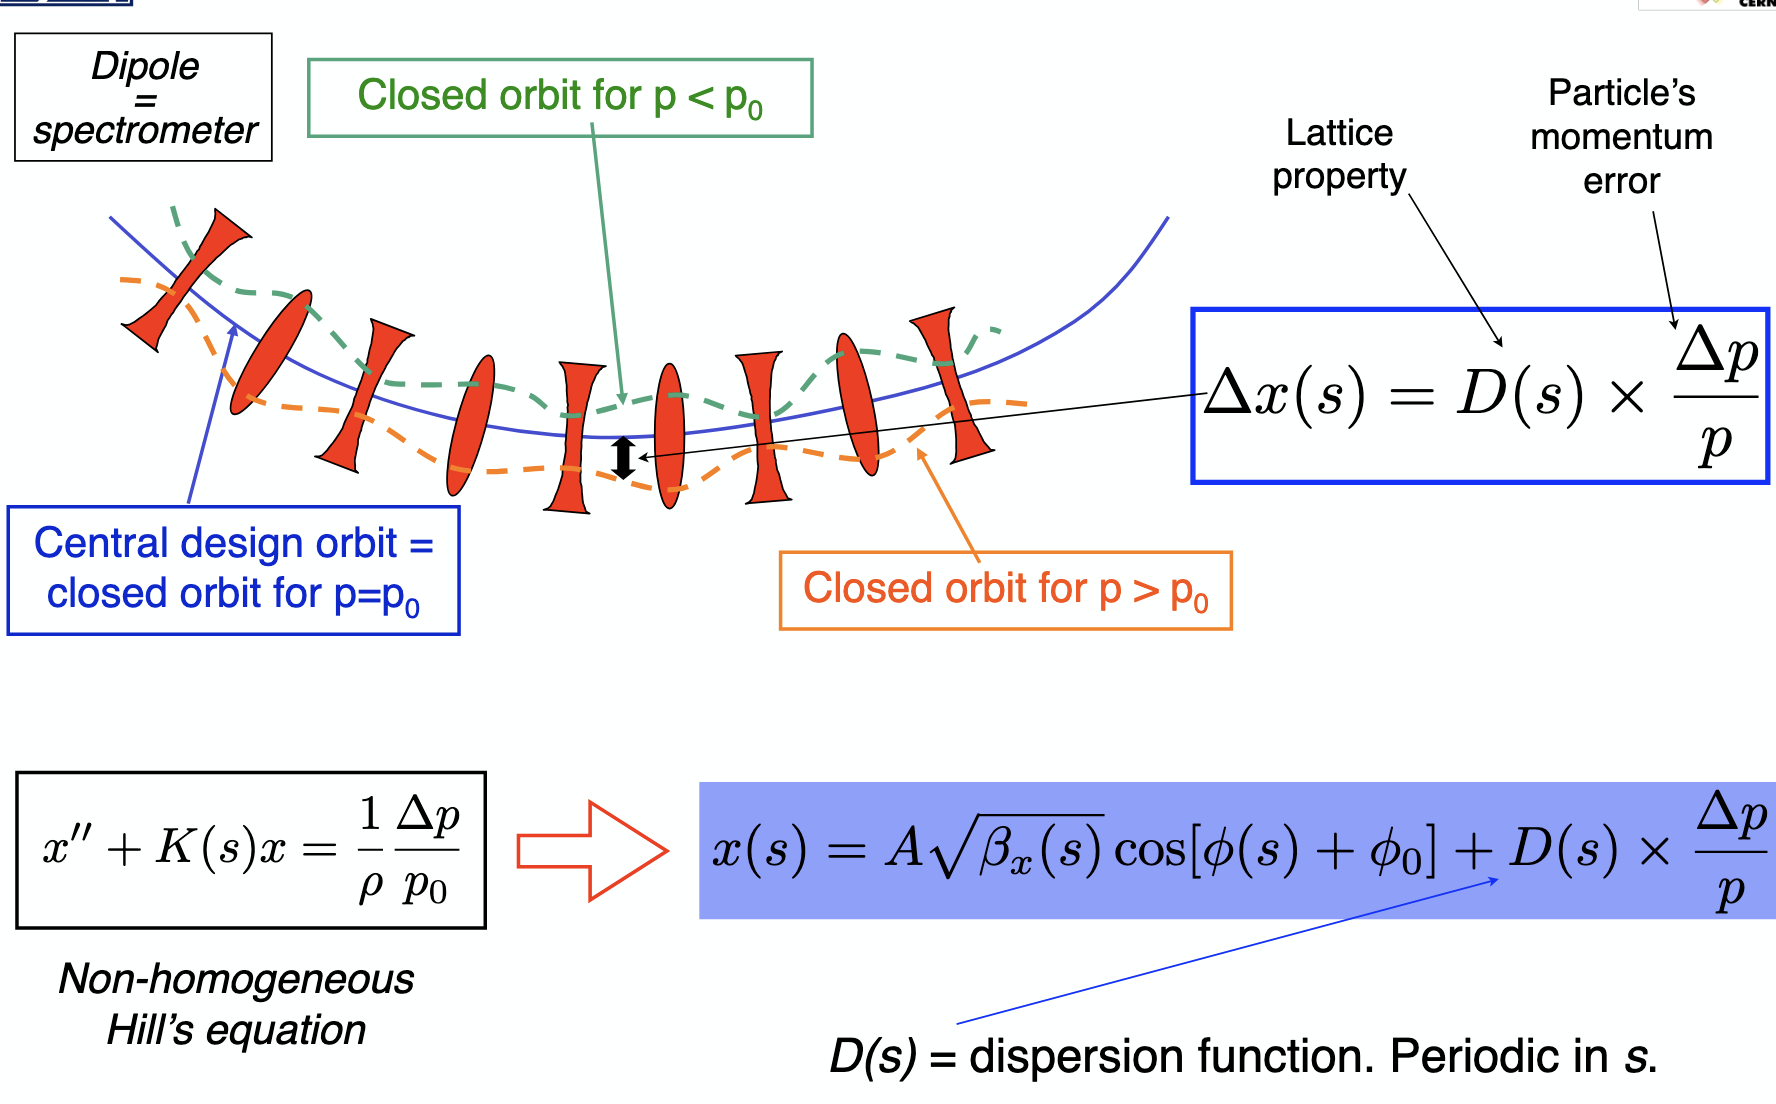 CERN
Dipole
=
spectrometer
Closed orbit for p < p₀
Lattice
property
Particle’s
momentum
error
Δx(s) = D(s) × Δp/p
Central design orbit =
closed orbit for p=p₀
Closed orbit for p > p₀
x′′ + K(s)x = 1/ρ Δp/p₀
x(s) = A√βₓ(s) cos[ϕ(s) + ϕ₀] + D(s) × Δp/p
Non-homogeneous
Hill’s equation
D(s) = dispersion function. Periodic in s.